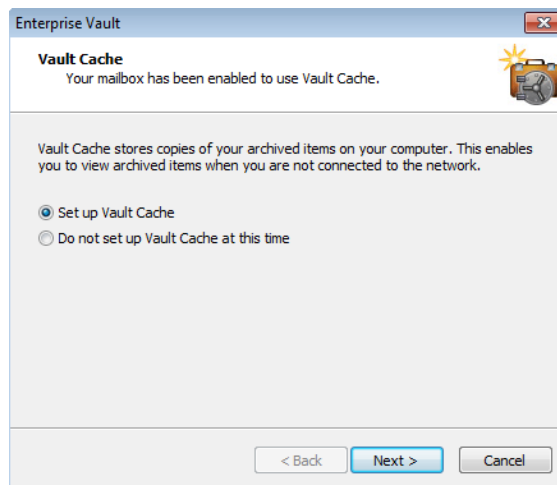 Enterprise Vault
Vault Cache
Your mailbox has been enabled to use Vault Cache.
Vault Cache stores copies of your archived items on your computer. This enables
you to view archived items when you are not connected to the network.
Set up Vault Cache
Do not set up Vault Cache at this time
< Back
Next >
Cancel